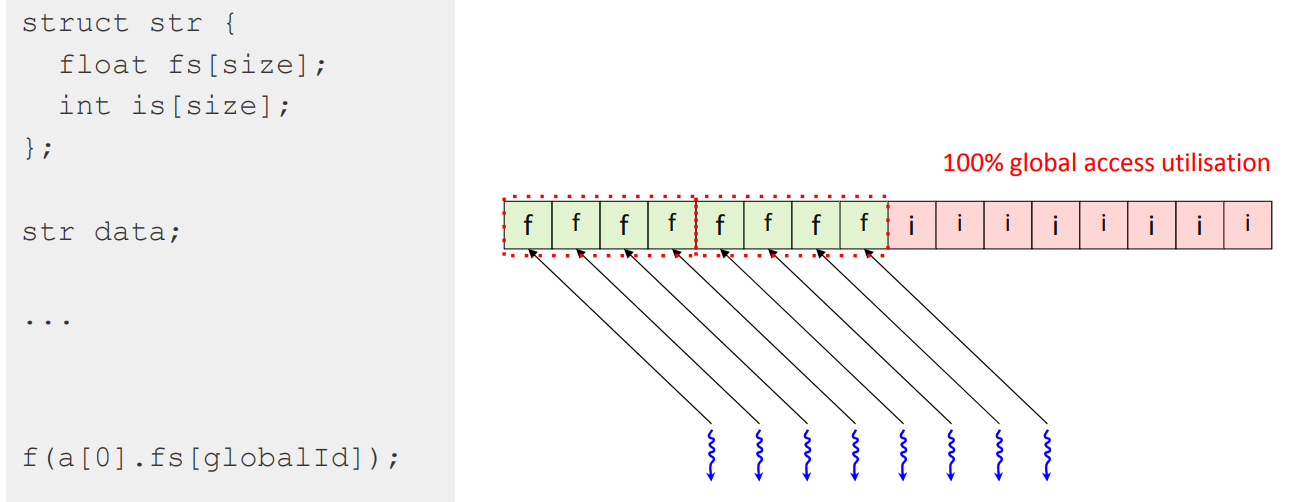 struct str {
float fs[size];
int is[size];
};
str data;
...
f(a[0].fs[globalId]);
100% global access utilisation
f f f f f f f f i i i i i i i i